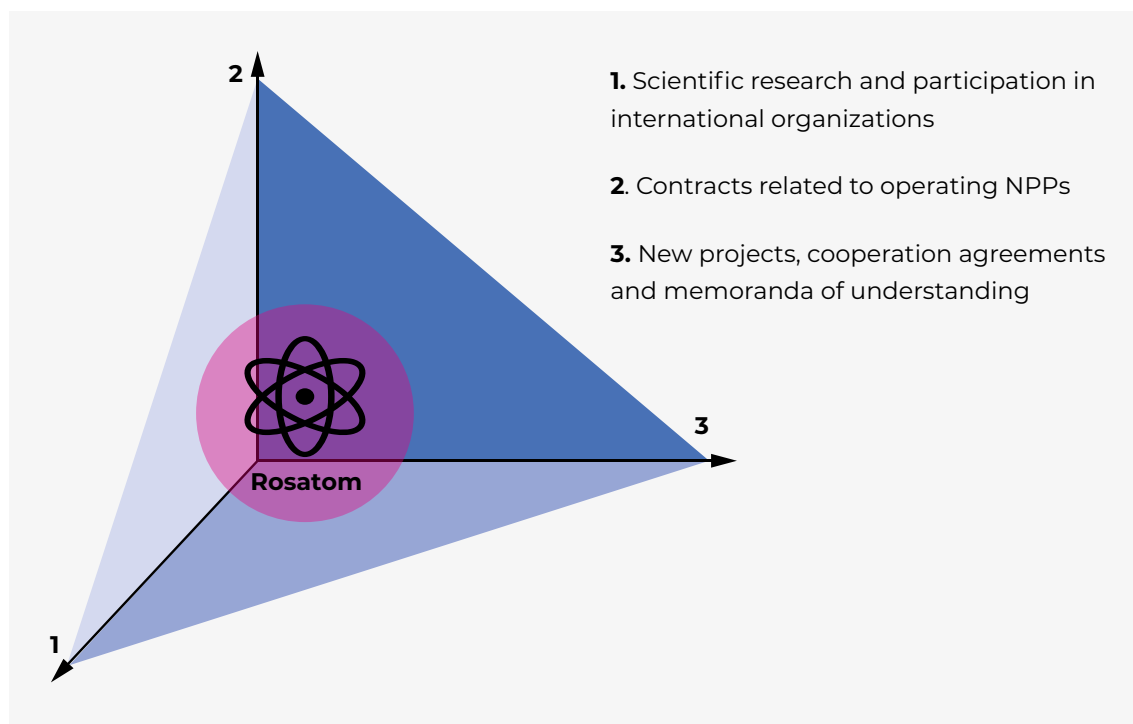 2
1. Scientific research and participation in
international organizations
2. Contracts related to operating NPPs
3. New projects, cooperation agreements
and memoranda of understanding
3
Rosatom
1